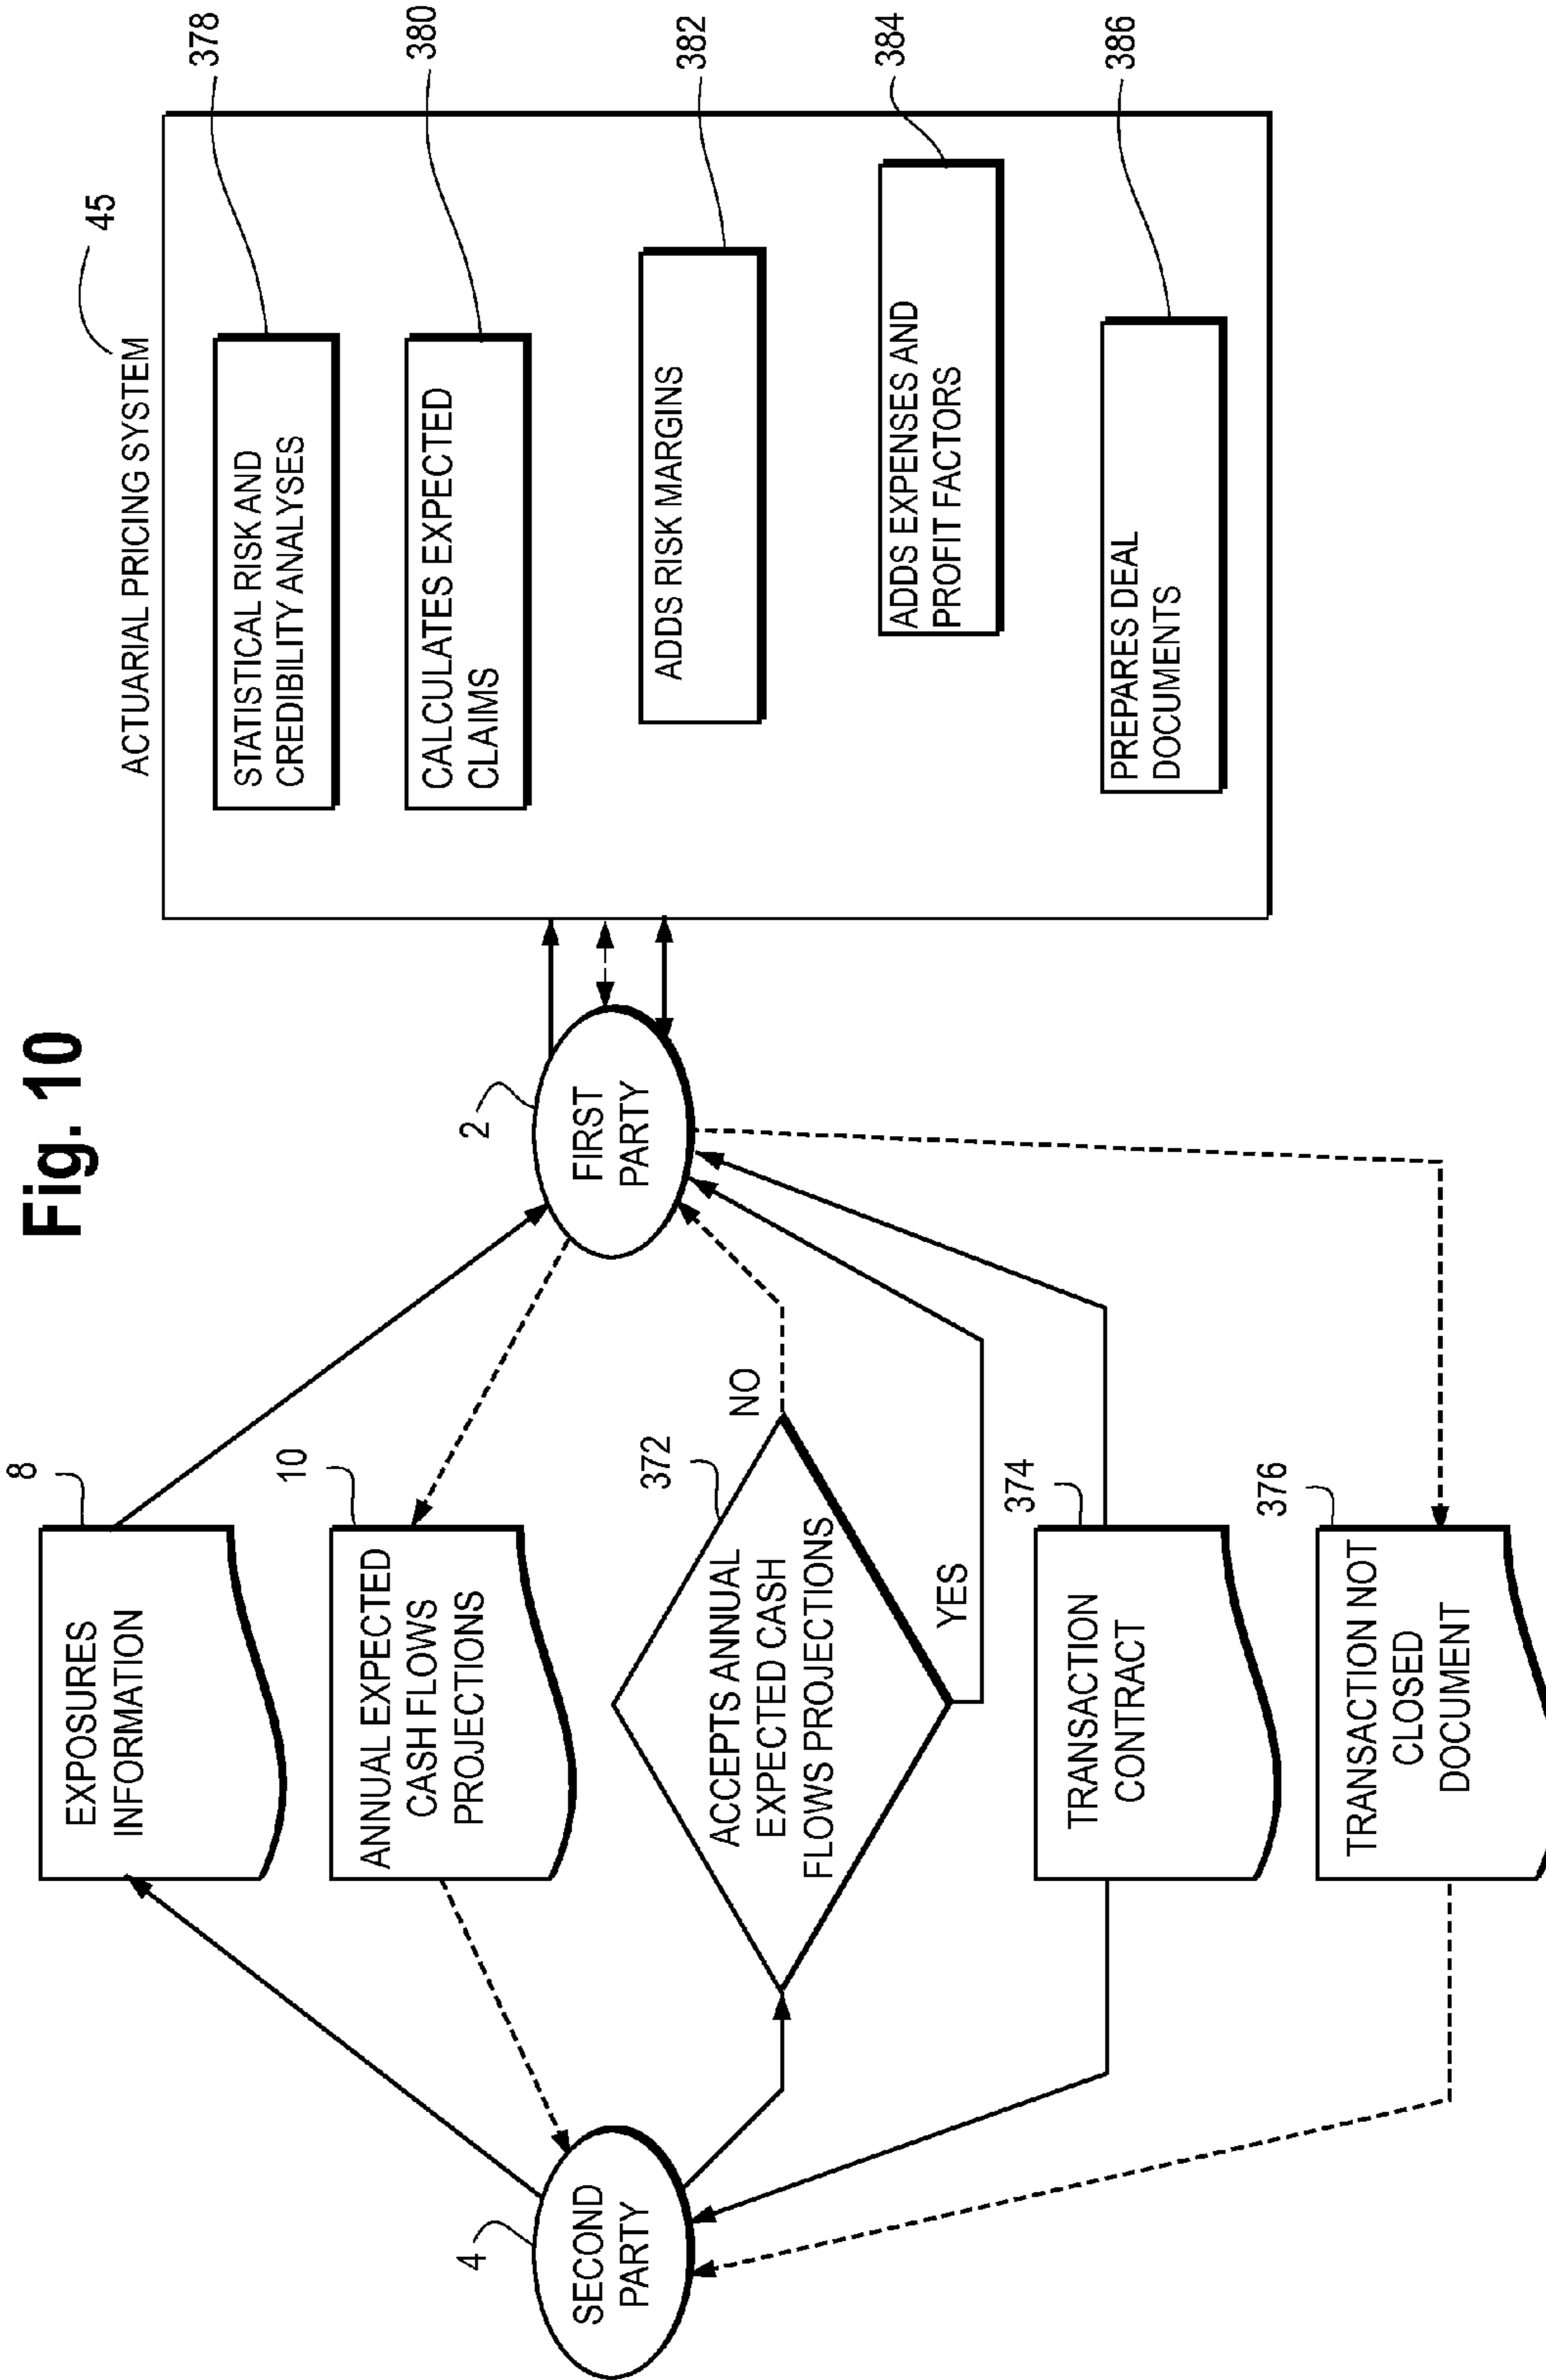 Fig. 10
8
EXPOSURES
INFORMATION
10
ANNUAL EXPECTED
CASH FLOWS
PROJECTIONS
4
SECOND
PARTY
2
FIRST
PARTY
372
ACCEPTS ANNUAL
EXPECTED CASH
FLOWS PROJECTIONS
NO
YES
374
TRANSACTION
CONTRACT
376
TRANSACTION NOT
CLOSED
DOCUMENT
ACTUARIAL PRICING SYSTEM
45
STATISTICAL RISK AND
CREDIBILITY ANALYSES
378
CALCULATES EXPECTED
CLAIMS
380
ADDS RISK MARGINS
382
ADDS EXPENSES AND
PROFIT FACTORS
384
PREPARES DEAL
DOCUMENTS
386